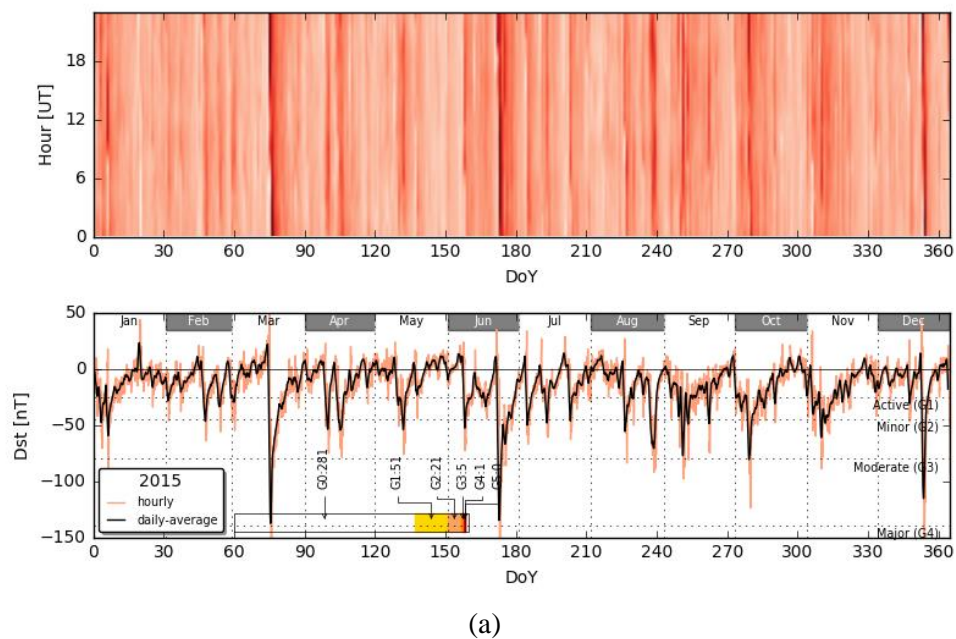 Hour [UT]
18
12
6
0
0 30 60 90 120 150 180 210 240 270 300 330 360
DoY
Dst [nT]
50
0
−50
−100
−150
Jan Feb Mar Apr May Jun Jul Aug Sep Oct Nov Dec
Active (G1)
Minor (G2)
Moderate (G3)
Major (G4)
G0:281
G1:51
G2:21
G3:5
G4:1
G5:0
2015
hourly
daily-average
0 30 60 90 120 150 180 210 240 270 300 330 360
DoY
(a)